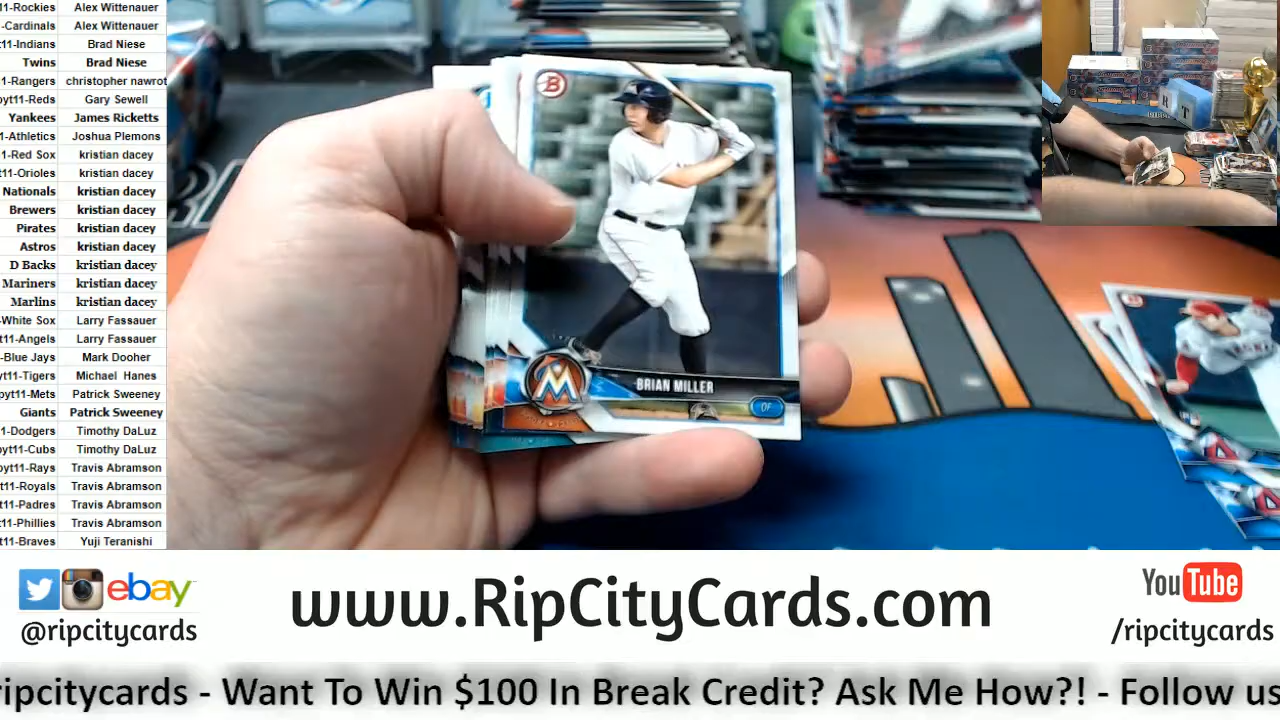 11-Rockies Alex Wittenauer
-Cardinals Alex Wittenauer
t11-Indians Brad Niese
Twins Brad Niese
1-Rangers christopher nawrot
oyt11-Reds Gary Sewell
Yankees James Ricketts
1-Athletics Joshua Plemons
11-Red Sox kristian dacey
t11-Orioles kristian dacey
Nationals kristian dacey
Brewers kristian dacey
Pirates kristian dacey
Astros kristian dacey
D Backs kristian dacey
Mariners kristian dacey
Marlins kristian dacey
-White Sox Larry Fassauer
yt11-Angels Larry Fassauer
-Blue Jays Mark Dooher
yt11-Tigers Michael Hanes
oyt11-Mets Patrick Sweeney
Giants Patrick Sweeney
1-Dodgers Timothy DaLuz
pyt11-Cubs Timothy DaLuz
oyt11-Rays Travis Abramson
t11-Royals Travis Abramson
t11-Padres Travis Abramson
t11-Phillies Travis Abramson
t11-Braves Yuji Teranishi
B
BRIAN MILLER
M
OF
R T
ebay
@ripcitycards
www.RipCityCards.com
YouTube
/ripcitycards
ripcitycards - Want To Win $100 In Break Credit? Ask Me How?! - Follow us